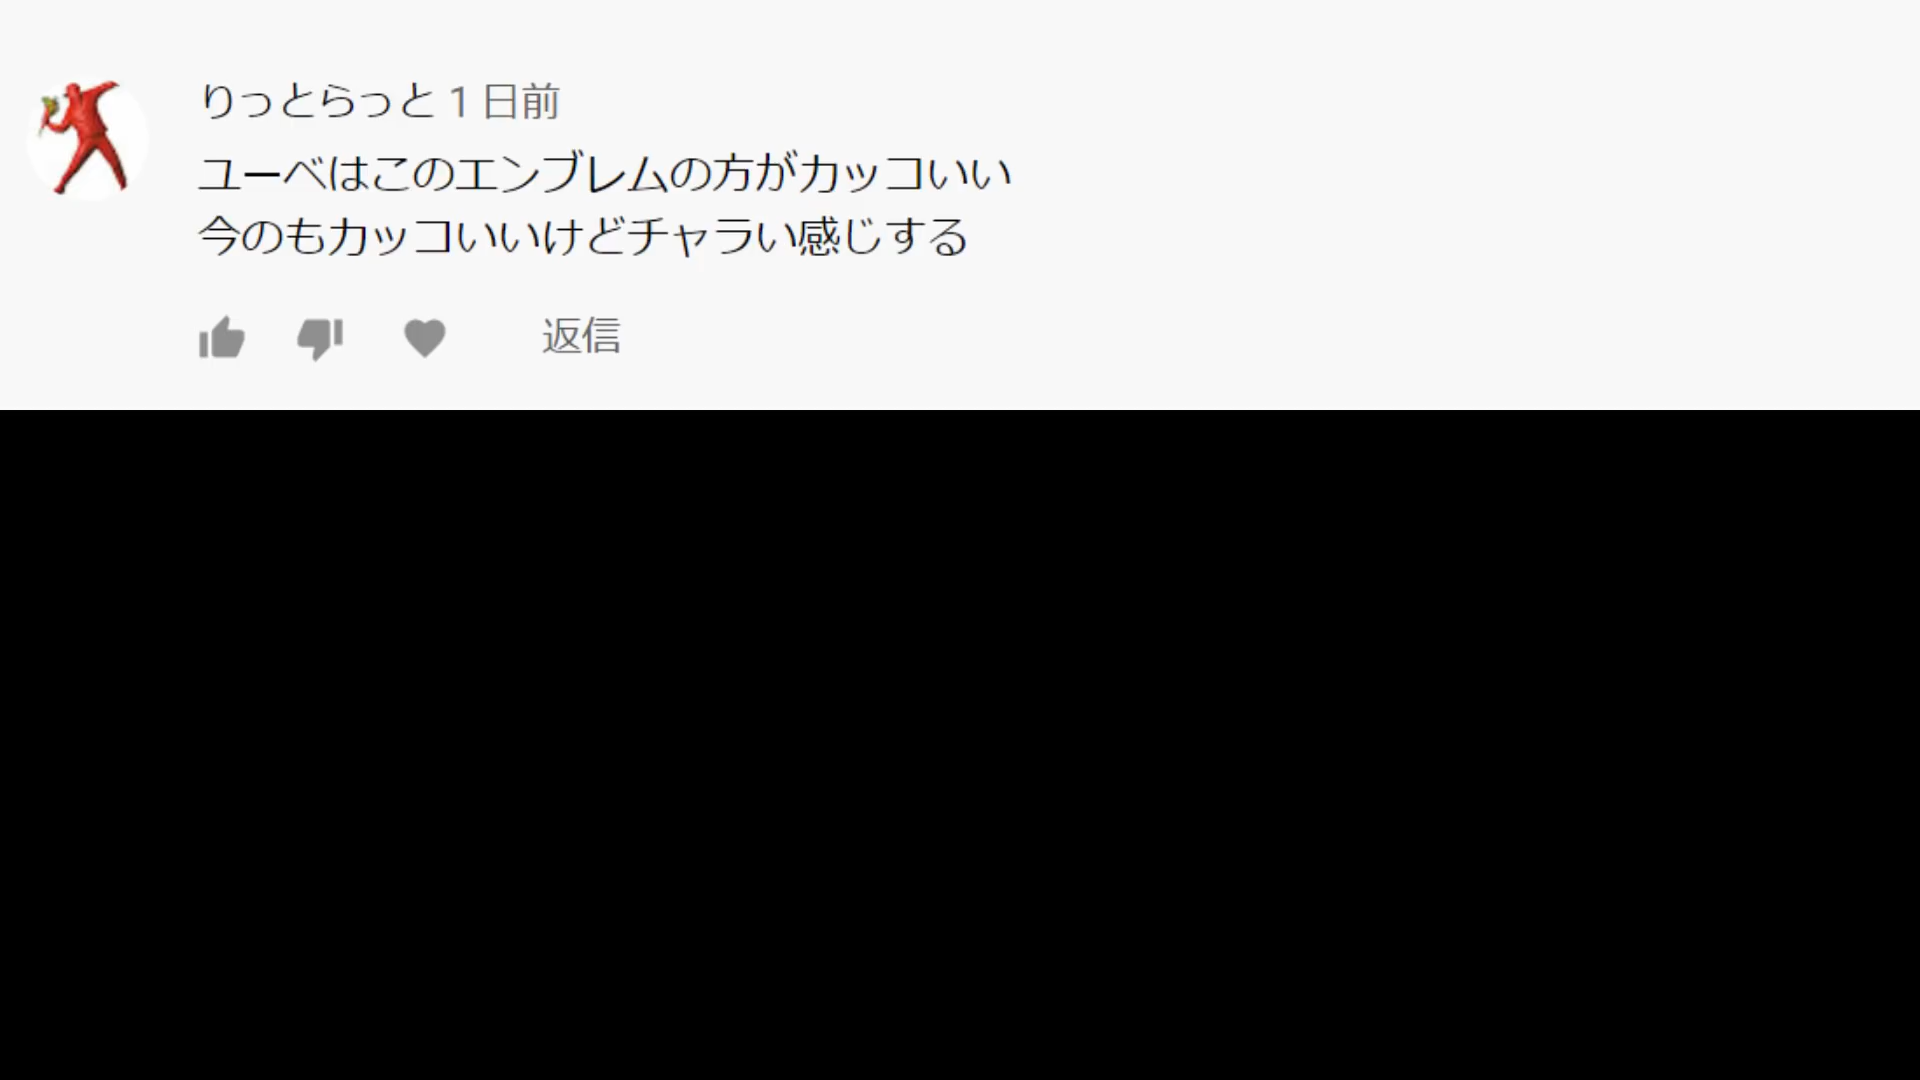 りっとらっと 1 日前
ユーベはこのエンブレムの方がカッコいい
今のもカッコいいけどチャラい感じする
返信